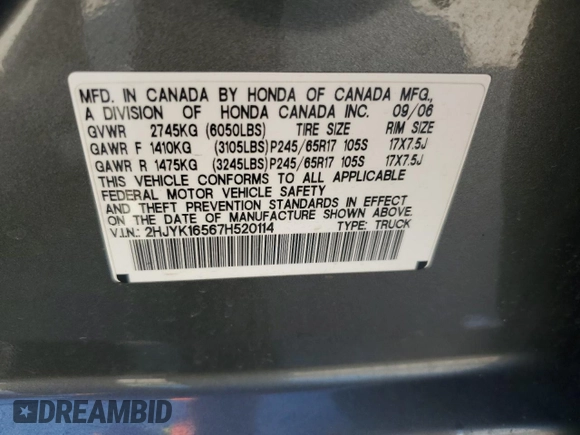 MFD. IN CANADA BY HONDA OF CANADA MFG.,
A DIVISION OF HONDA CANADA INC. 09/06
GVWR 2745KG (6050LBS) TIRE SIZE RIM SIZE
GAWR F 1410KG (3105LBS) P245/65R17 105S 17X7.5J
GAWR R 1475KG (3245LBS) P245/65R17 105S 17X7.5J
THIS VEHICLE CONFORMS TO ALL APPLICABLE
FEDERAL MOTOR VEHICLE SAFETY
AND THEFT PREVENTION STANDARDS IN EFFECT
ON THE DATE OF MANUFACTURE SHOWN ABOVE.
V.I.N.: 2HJYK16567H520114 TYPE: TRUCK
DREAMBID